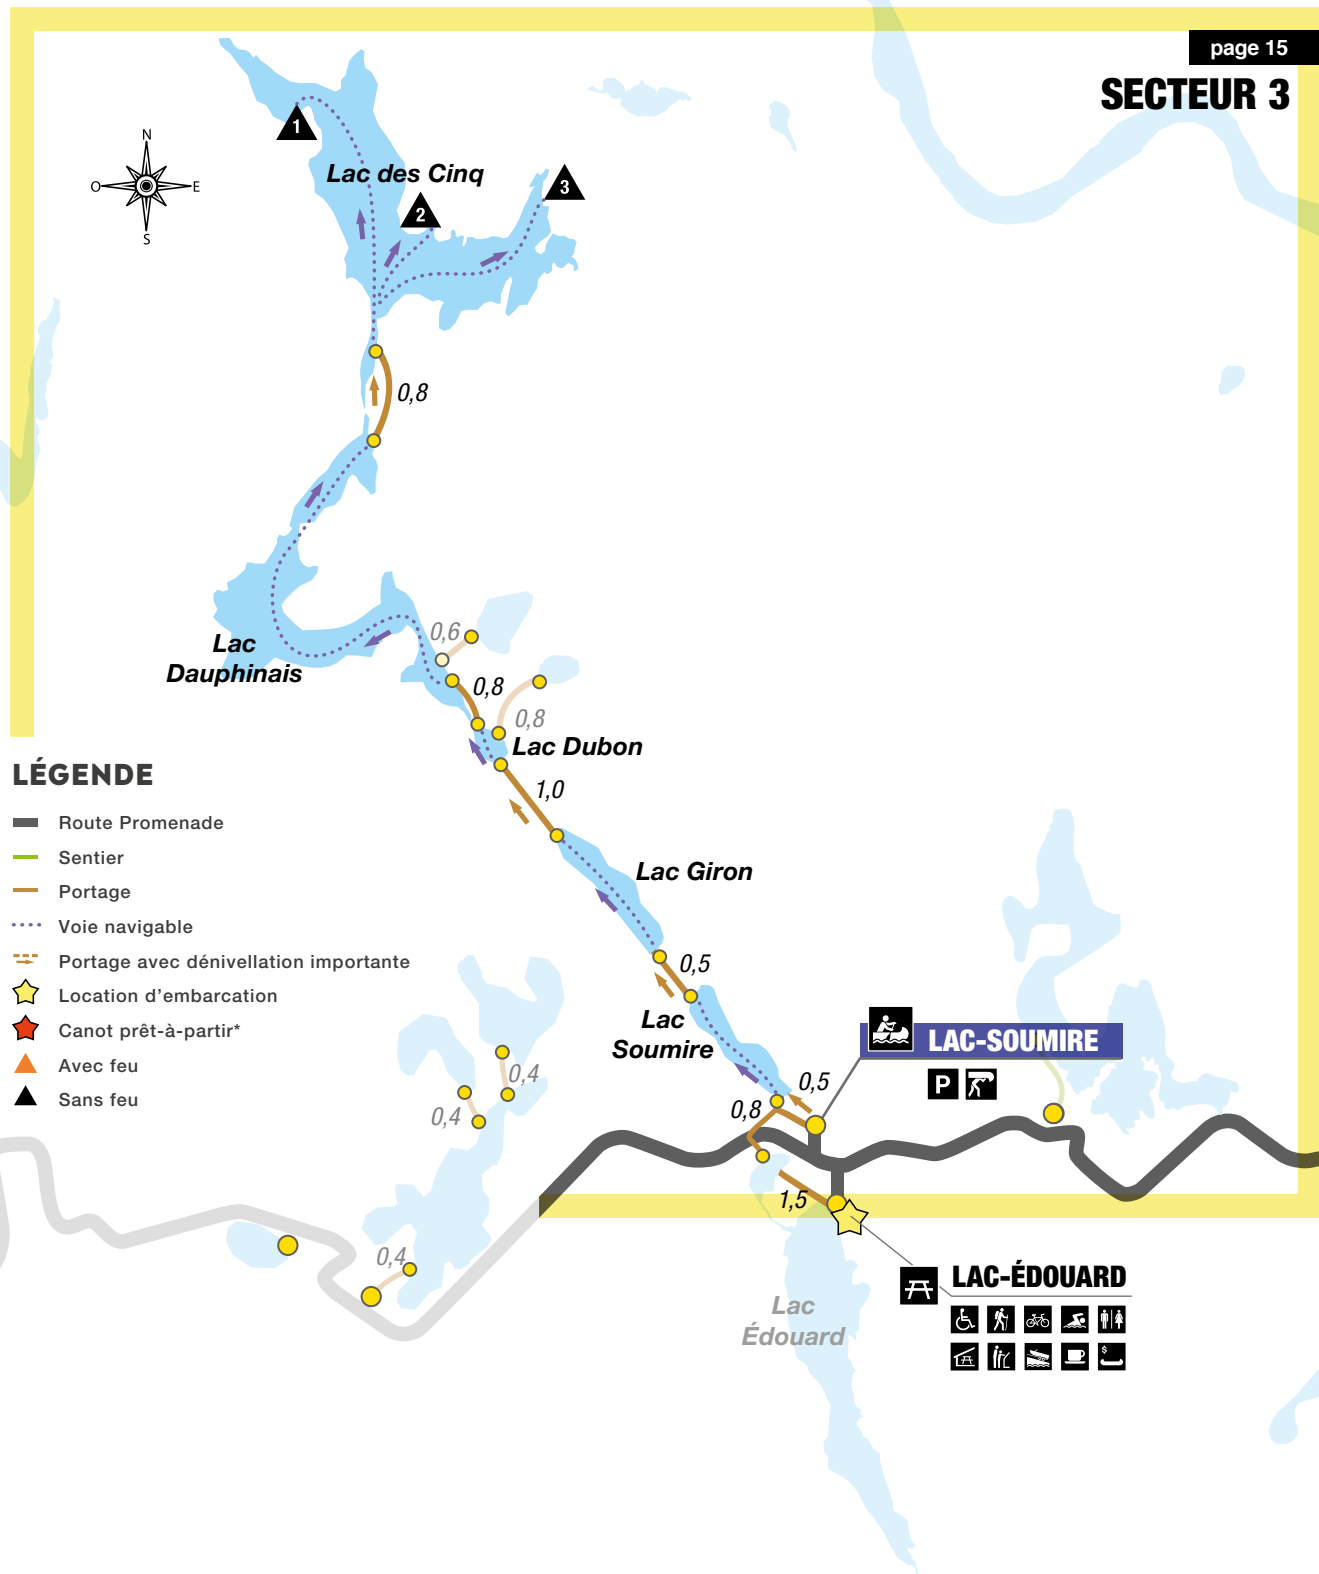 page 15
SECTEUR 3
N
O
E
S
1
Lac des Cinq
2
3
0,8
Lac
Dauphinais
0,6
0,8
0,8
Lac Dubon
1,0
Lac Giron
0,5
Lac
Soumire
LAC-SOUMIRE
P
0,5
0,8
1,5
LÉGENDE
Route Promenade
Sentier
Portage
Voie navigable
Portage avec dénivellation importante
Location d'embarcation
Canot prêt-à-partir*
Avec feu
Sans feu
0,4
0,4
0,4
Lac
Édouard
LAC-ÉDOUARD
$